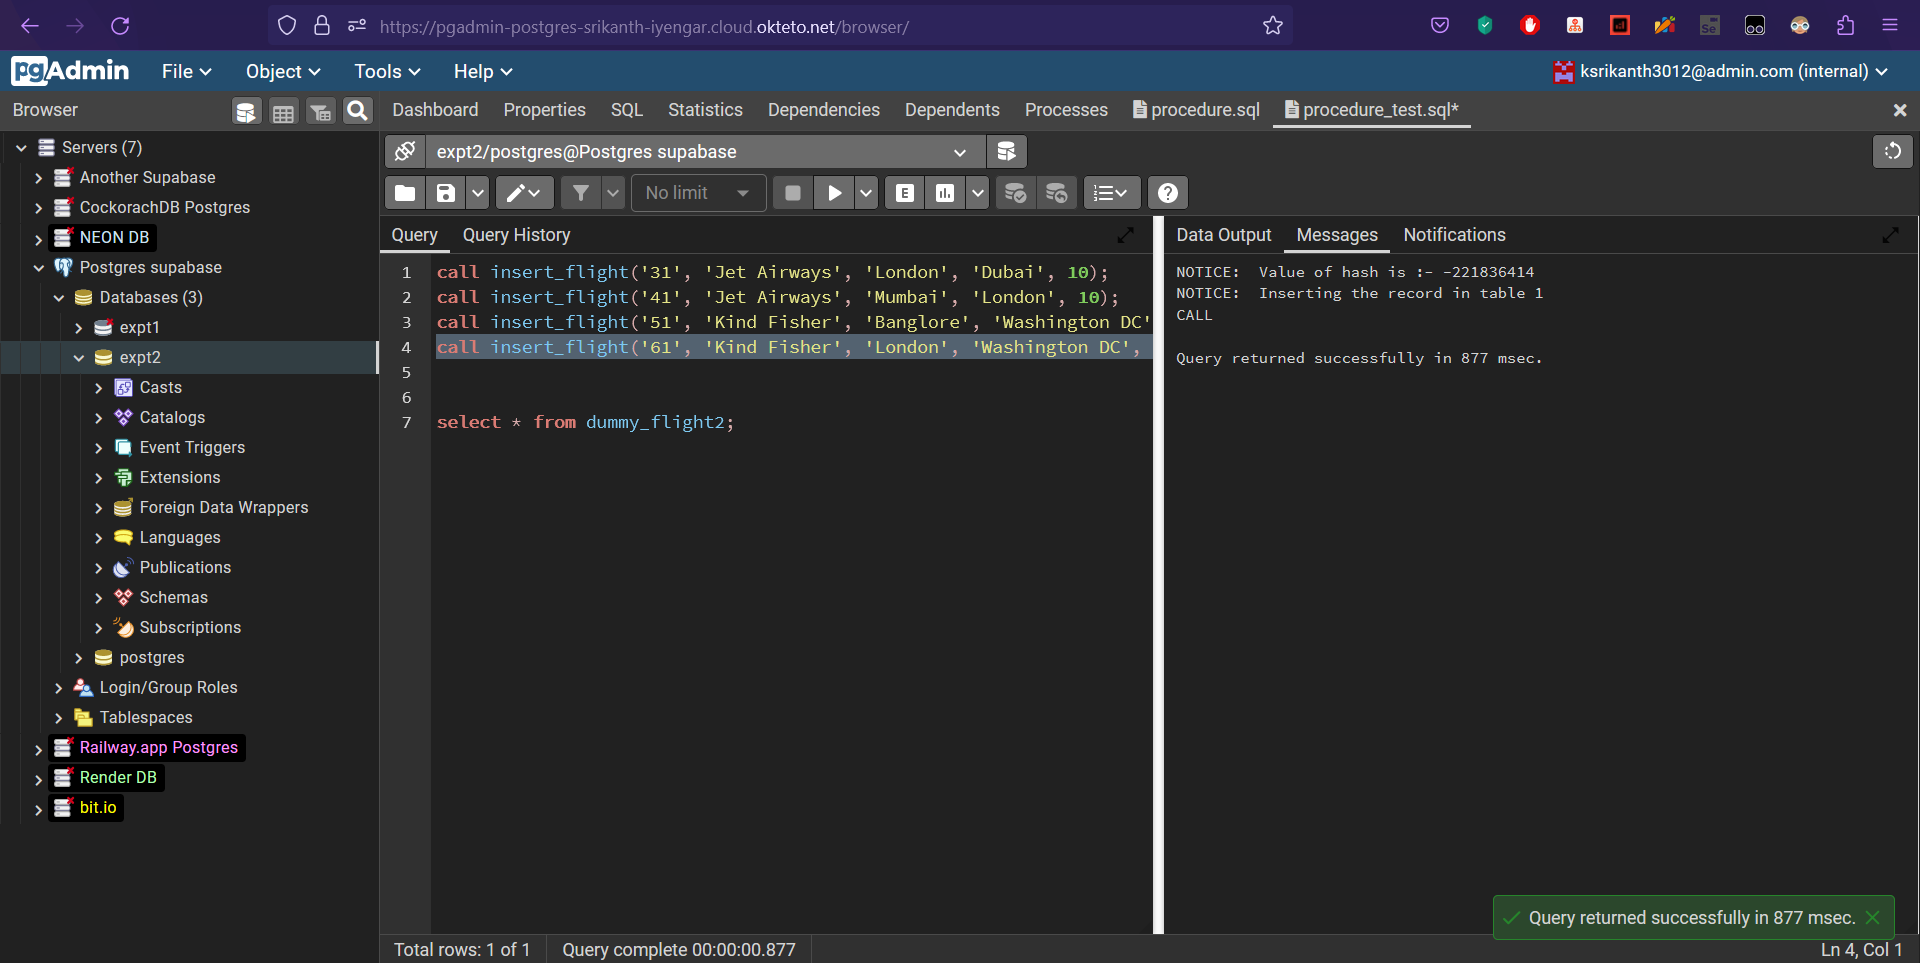 https://pgadmin-postgres-srikanth-iyengar.cloud.okteto.net/browser/
pgAdmin File Object Tools Help ksrikanth3012@admin.com (internal)
Browser
Dashboard Properties SQL Statistics Dependencies Dependents Processes procedure.sql procedure_test.sql*
Servers (7)
Another Supabase
CockorachDB Postgres
NEON DB
Postgres supabase
Databases (3)
expt1
expt2
Casts
Catalogs
Event Triggers
Extensions
Foreign Data Wrappers
Languages
Publications
Schemas
Subscriptions
postgres
Login/Group Roles
Tablespaces
Railway.app Postgres
Render DB
bit.io
expt2/postgres@Postgres supabase
No limit
E
Query Query History
1 call insert_flight('31', 'Jet Airways', 'London', 'Dubai', 10);
2 call insert_flight('41', 'Jet Airways', 'Mumbai', 'London', 10);
3 call insert_flight('51', 'Kind Fisher', 'Banglore', 'Washington DC'
4 call insert_flight('61', 'Kind Fisher', 'London', 'Washington DC',
5
6
7 select * from dummy_flight2;
Data Output Messages Notifications
NOTICE: Value of hash is :- -221836414
NOTICE: Inserting the record in table 1
CALL
Query returned successfully in 877 msec.
Query returned successfully in 877 msec.
Total rows: 1 of 1 Query complete 00:00:00.877 Ln 4, Col 1